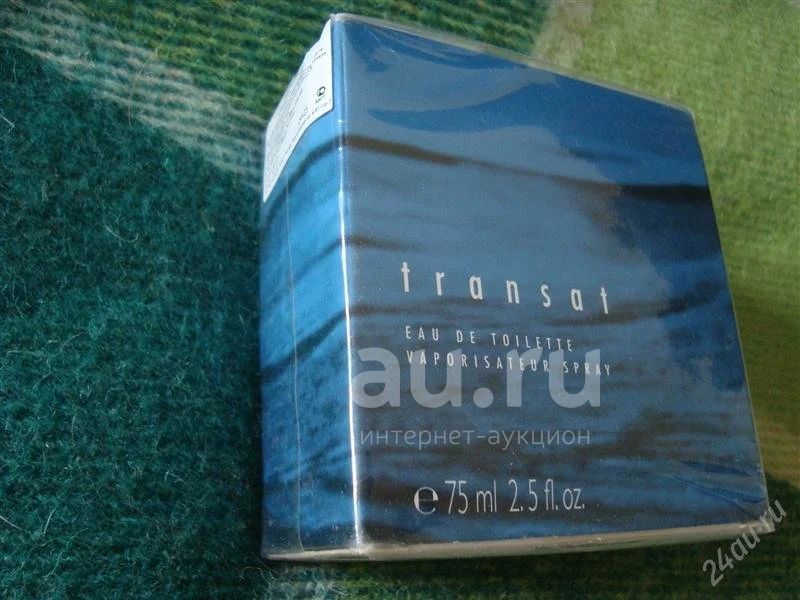 transat
EAU DE TOILETTE
VAPORISATEUR SPRAY
au.ru
интернет-аукцион
e 75 ml 2.5 fl. oz.
24au.ru